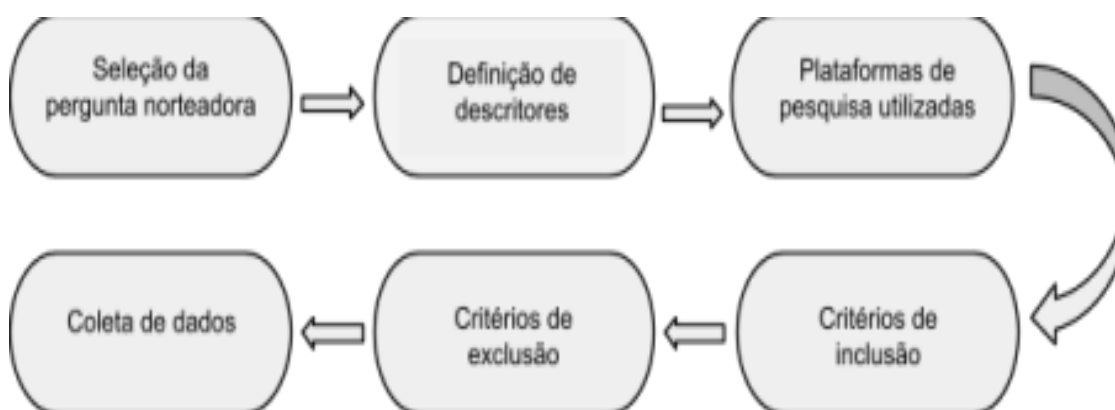 Seleção da
pergunta norteadora
Definição de
descritores
Plataformas de
pesquisa utilizadas
Critérios de
inclusão
Critérios de
exclusão
Coleta de dados